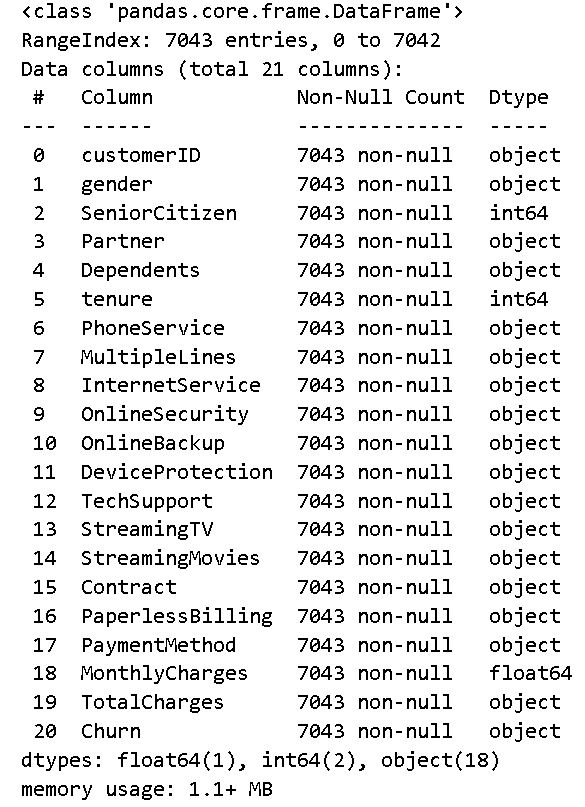 <class 'pandas.core.frame.DataFrame'>
RangeIndex: 7043 entries, 0 to 7042
Data columns (total 21 columns):
 #   Column            Non-Null Count  Dtype
---  ------            --------------  -----
 0   customerID        7043 non-null   object
 1   gender            7043 non-null   object
 2   SeniorCitizen     7043 non-null   int64
 3   Partner           7043 non-null   object
 4   Dependents        7043 non-null   object
 5   tenure            7043 non-null   int64
 6   PhoneService      7043 non-null   object
 7   MultipleLines     7043 non-null   object
 8   InternetService   7043 non-null   object
 9   OnlineSecurity    7043 non-null   object
 10  OnlineBackup      7043 non-null   object
 11  DeviceProtection  7043 non-null   object
 12  TechSupport       7043 non-null   object
 13  StreamingTV       7043 non-null   object
 14  StreamingMovies   7043 non-null   object
 15  Contract          7043 non-null   object
 16  PaperlessBilling  7043 non-null   object
 17  PaymentMethod     7043 non-null   object
 18  MonthlyCharges    7043 non-null   float64
 19  TotalCharges      7043 non-null   object
 20  Churn             7043 non-null   object
dtypes: float64(1), int64(2), object(18)
memory usage: 1.1+ MB